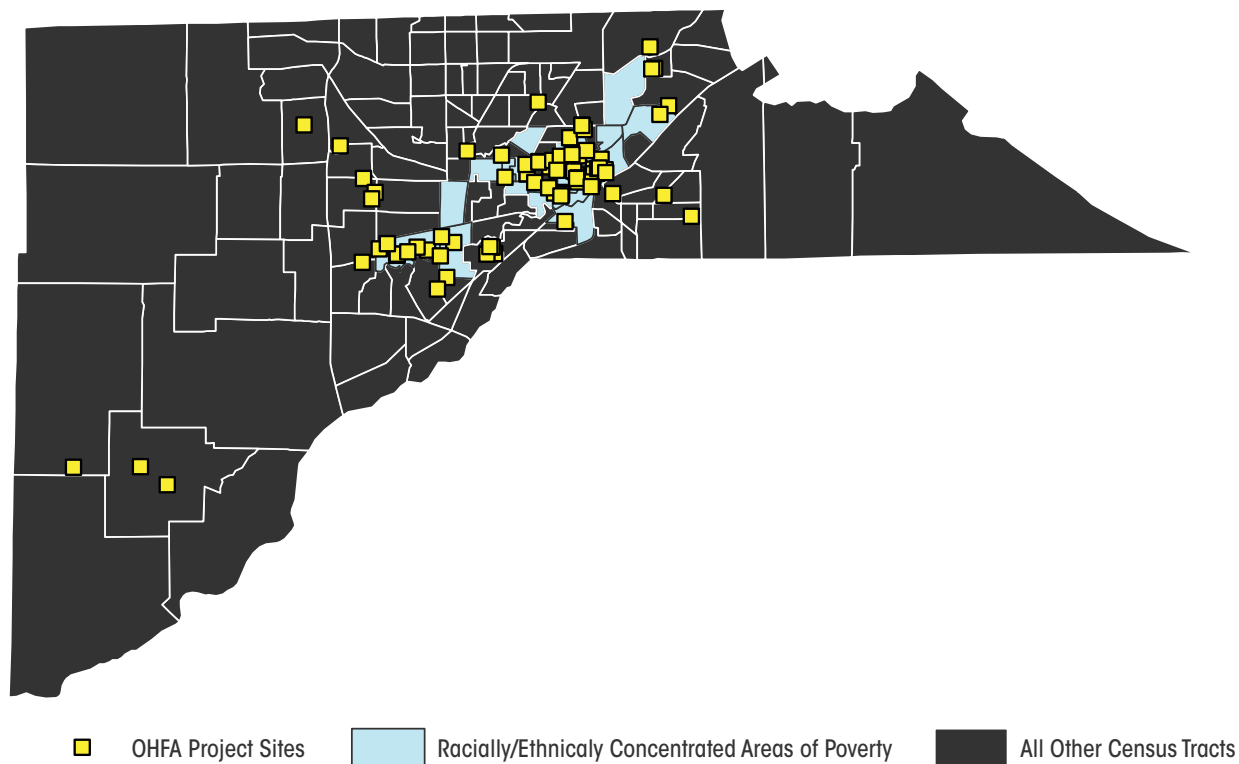 OHFA Project Sites
Racially/Ethnicaly Concentrated Areas of Poverty
All Other Census Tracts